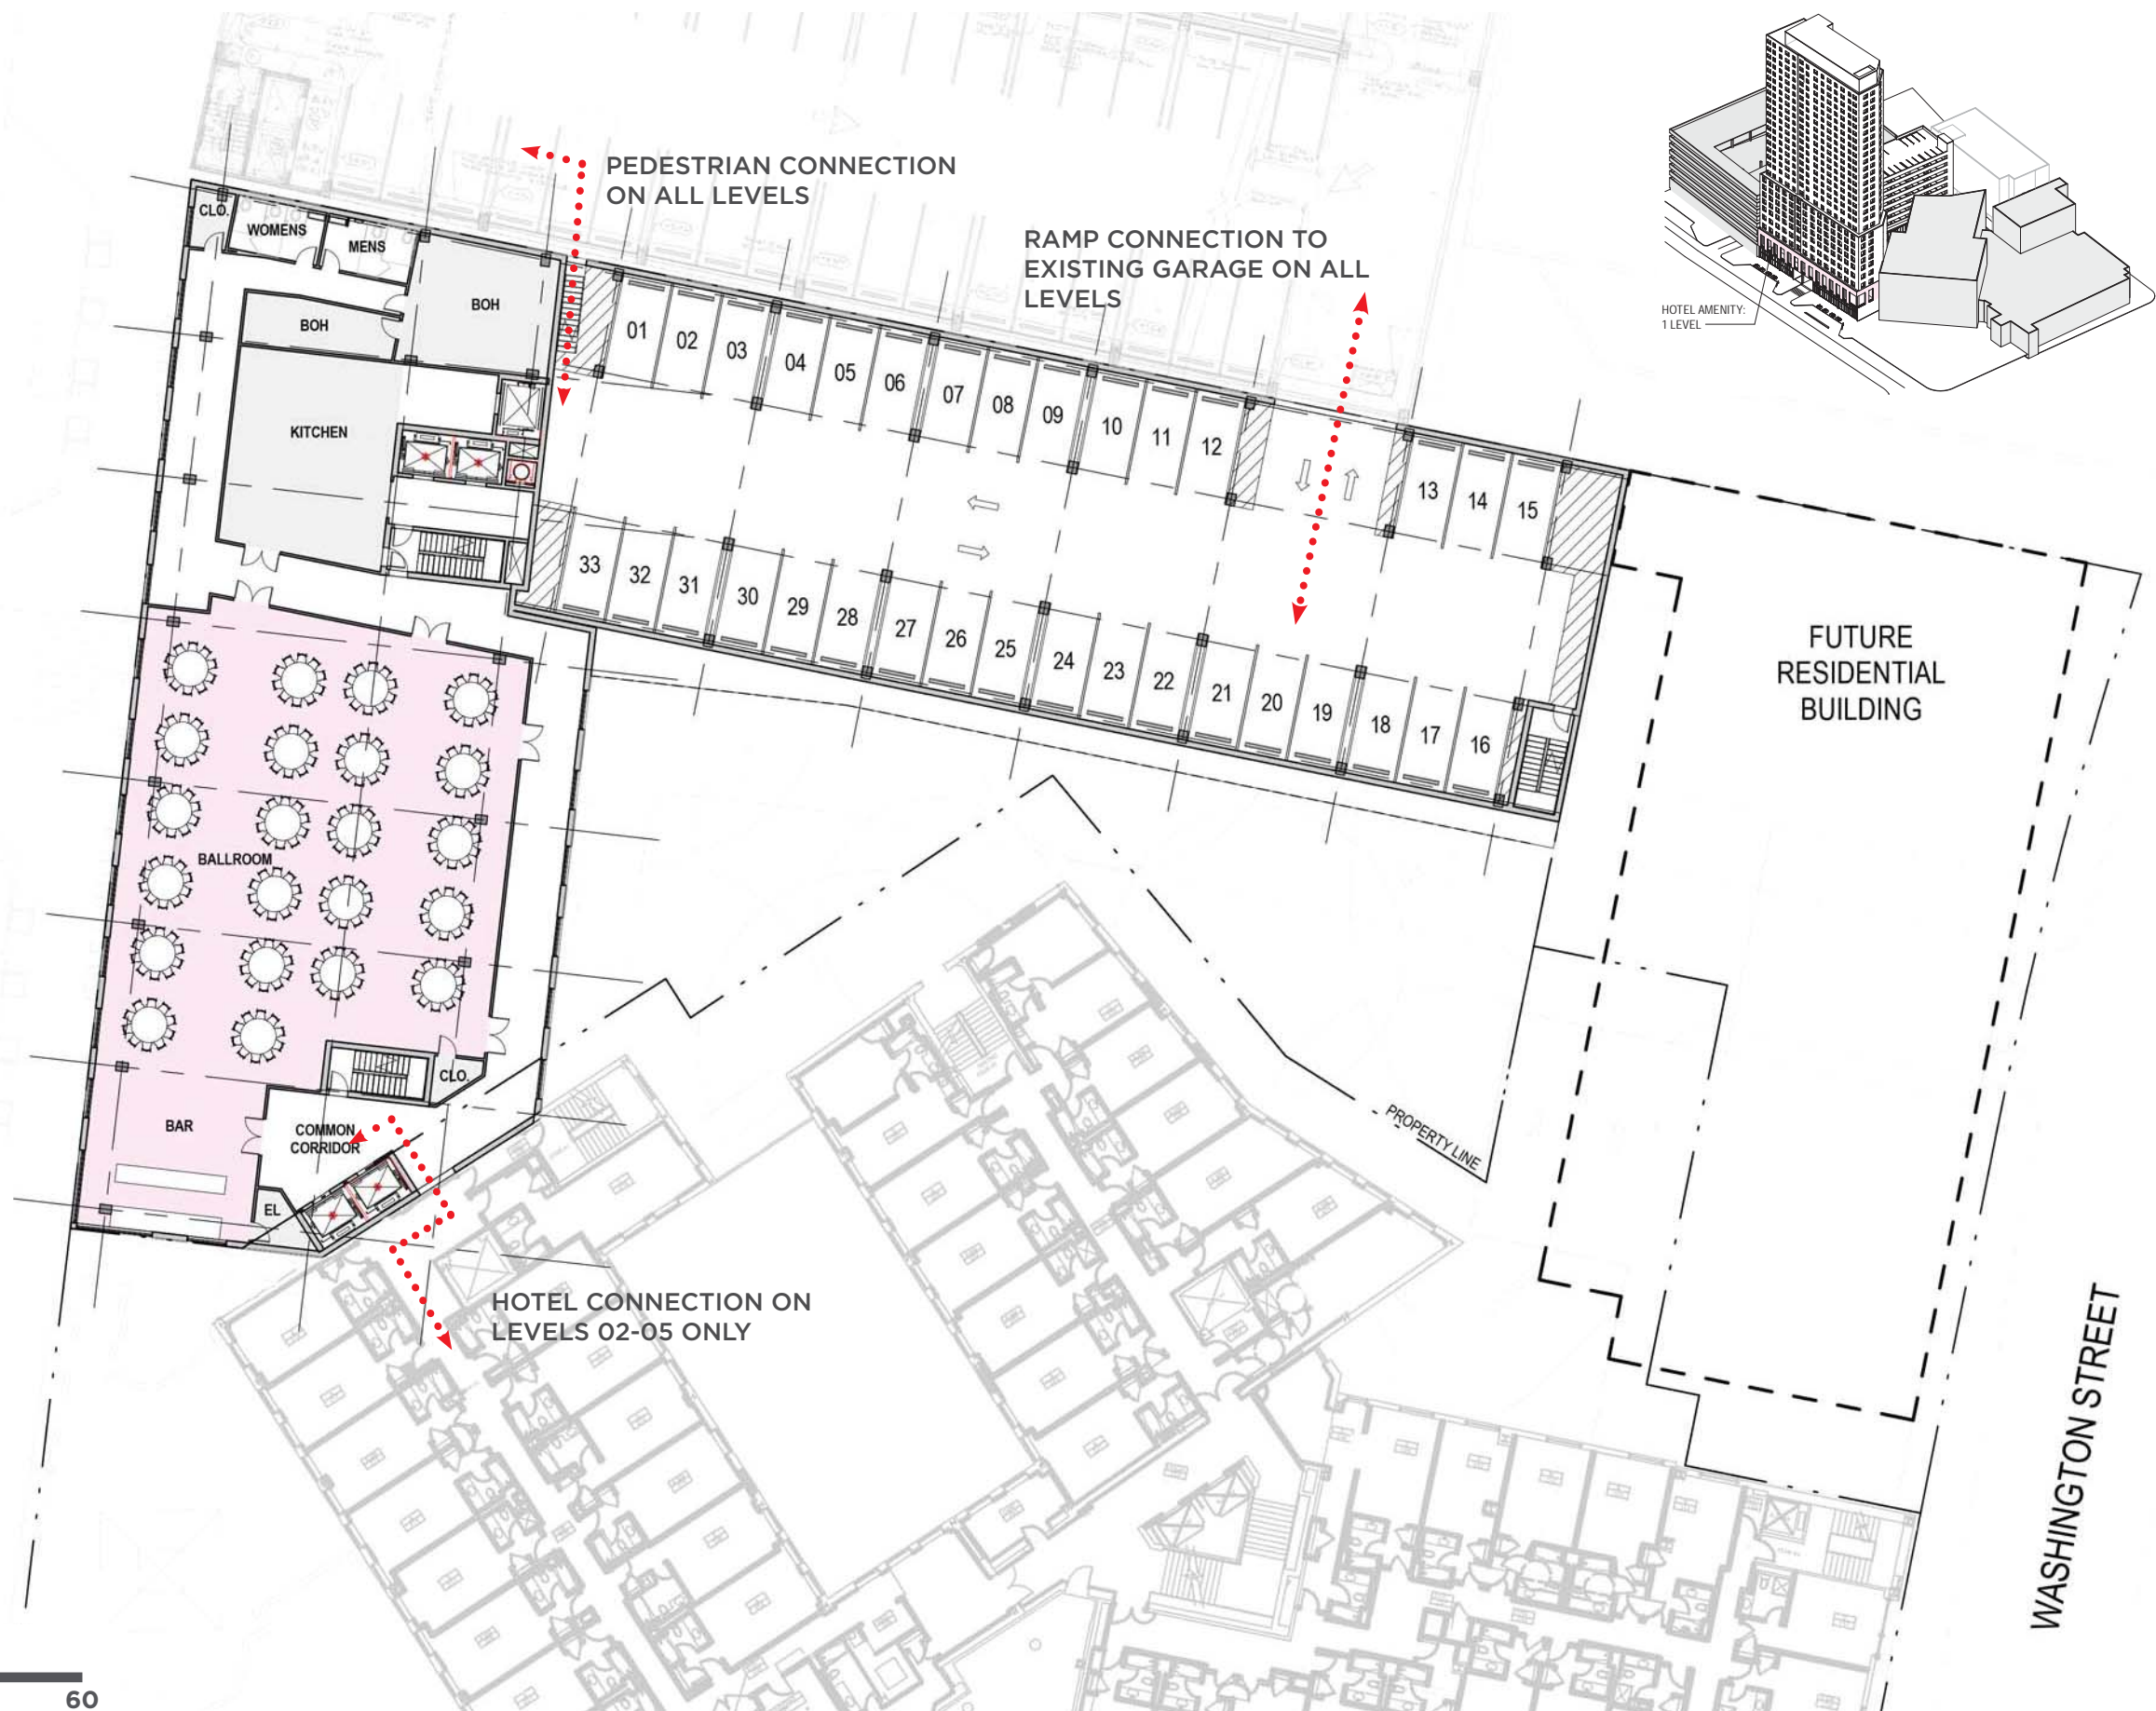 PEDESTRIAN CONNECTION
ON ALL LEVELS
RAMP CONNECTION TO
EXISTING GARAGE ON ALL
LEVELS
HOTEL AMENITY:
1 LEVEL
CLO.
WOMENS
MENS
BOH
BOH
KITCHEN
01
02
03
04
05
06
07
08
09
10
11
12
13
14
15
33
32
31
30
29
28
27
26
25
24
23
22
21
20
19
18
17
16
FUTURE
RESIDENTIAL
BUILDING
BALLROOM
CLO.
BAR
COMMON
CORRIDOR
EL
PROPERTY LINE
HOTEL CONNECTION ON
LEVELS 02-05 ONLY
WASHINGTON STREET
60